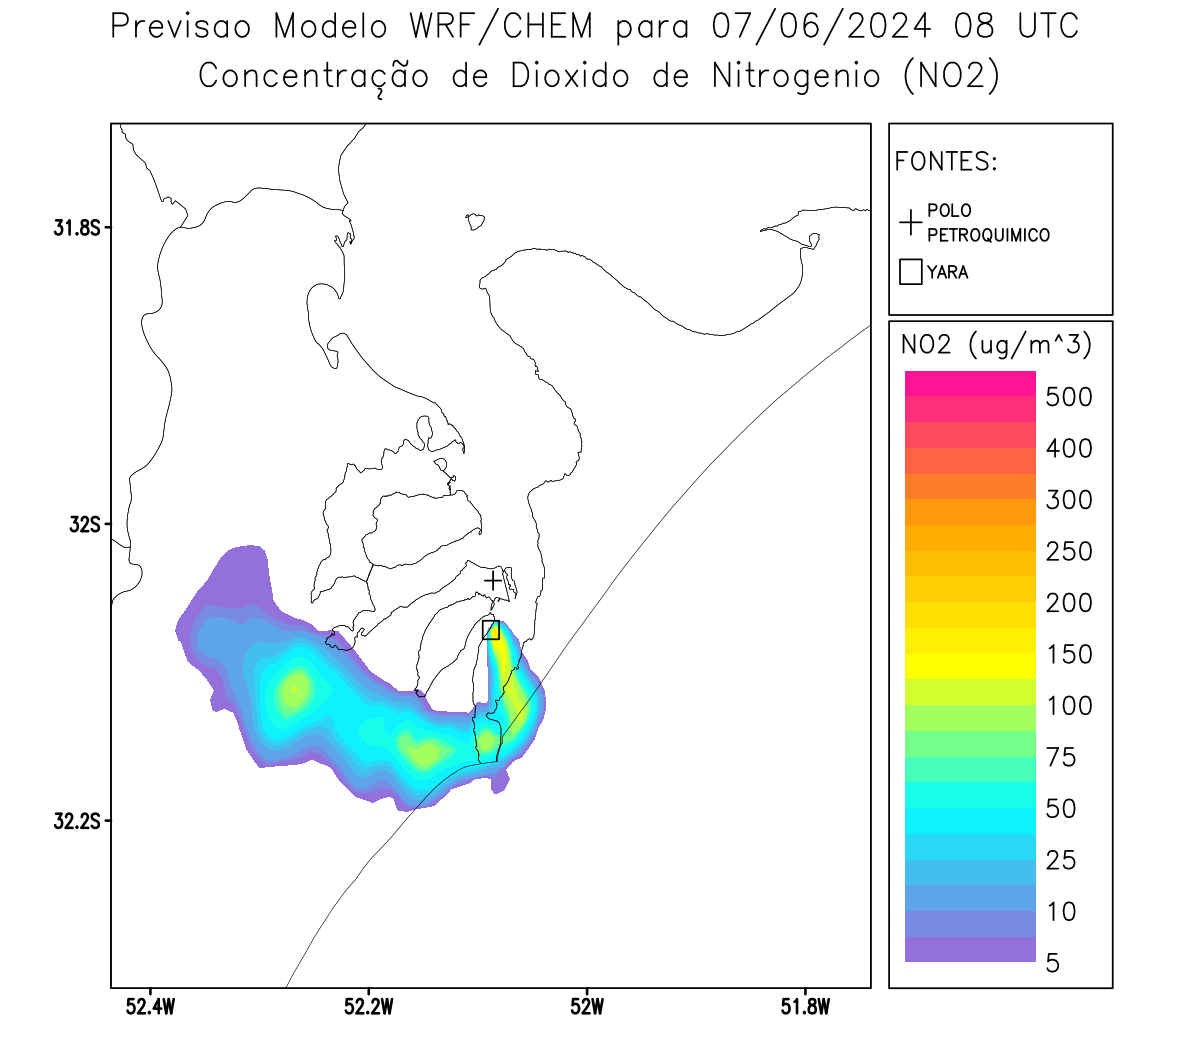 Previsao Modelo WRF/CHEM para 07/06/2024 08 UTC
Concentração de Dioxido de Nitrogenio (NO2)
FONTES:
POLO
PETROQUIMICO
YARA
NO2 (ug/m^3)
500
400
300
250
200
150
100
75
50
25
10
5
31.8S
32S
32.2S
52.4W
52.2W
52W
51.8W